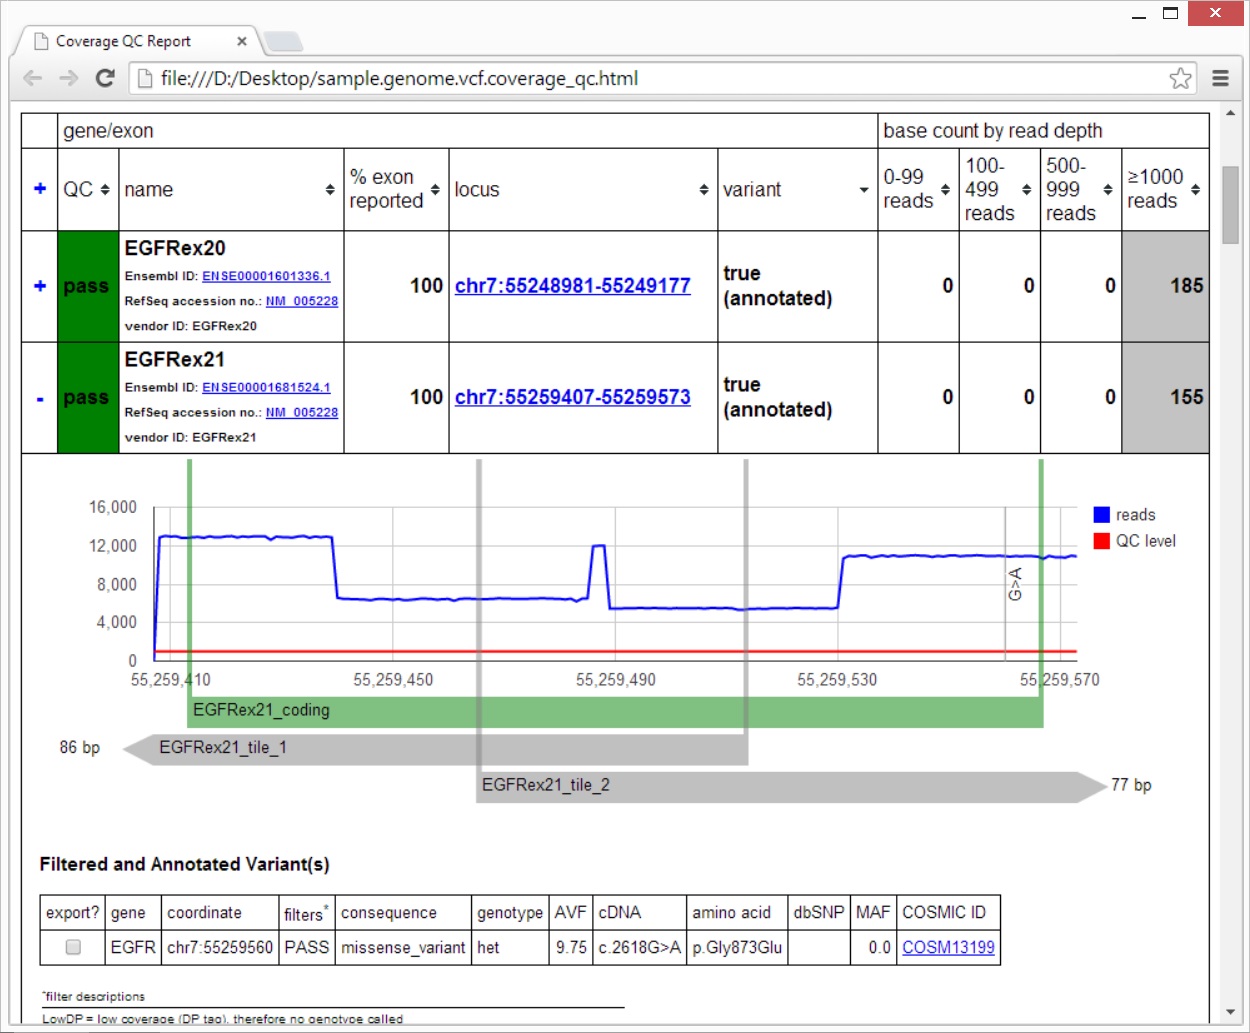 Coverage QC Report
file:///D:/Desktop/sample.genome.vcf.coverage_qc.html
gene/exon
base count by read depth
+
QC
name
% exon reported
locus
variant
0-99 reads
100-499 reads
500-999 reads
≥1000 reads
+
pass
EGFRex20
Ensembl ID: ENSE00001601336.1
RefSeq accession no.: NM_005228
vendor ID: EGFRex20
100
chr7:55248981-55249177
true (annotated)
0
0
0
185
-
pass
EGFRex21
Ensembl ID: ENSE00001681524.1
RefSeq accession no.: NM_005228
vendor ID: EGFRex21
100
chr7:55259407-55259573
true (annotated)
0
0
0
155
16,000
12,000
8,000
4,000
0
G>A
reads
QC level
55,259,410
55,259,450
55,259,490
55,259,530
55,259,570
EGFRex21_coding
86 bp
EGFRex21_tile_1
EGFRex21_tile_2
77 bp
Filtered and Annotated Variant(s)
export? gene coordinate filters* consequence genotype AVF cDNA amino acid dbSNP MAF COSMIC ID
EGFR chr7:55259560 PASS missense_variant het 9.75 c.2618G>A p.Gly873Glu 0.0 COSM13199
*filter descriptions
LowDP = low coverage (DP tag), therefore no genotype called